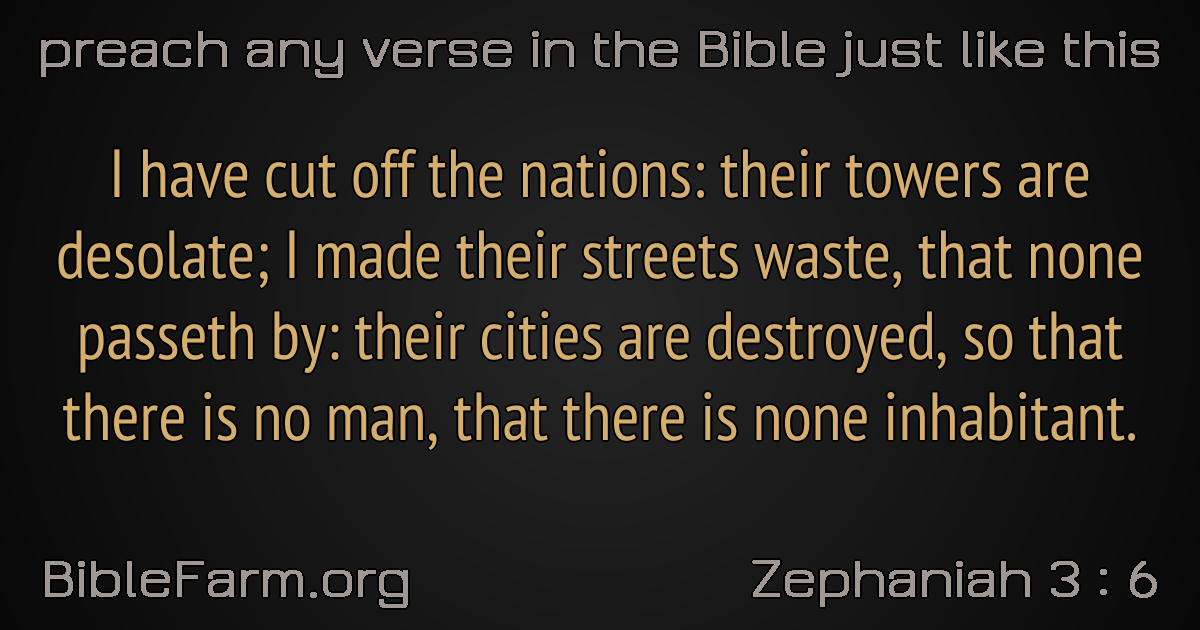 preach any verse in the Bible just like this
I have cut off the nations: their towers are
desolate; I made their streets waste, that none
passeth by: their cities are destroyed, so that
there is no man, that there is none inhabitant.
BibleFarm.org
Zephaniah 3 : 6